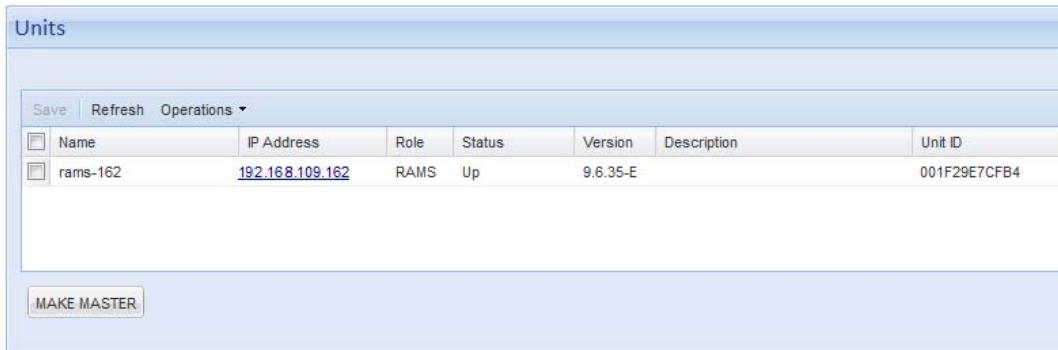 Units
Save Refresh Operations
Name IP Address Role Status Version Description Unit ID
rams-162 192.168.109.162 RAMS Up 9.6.35-E 001F29E7CFB4
MAKE MASTER